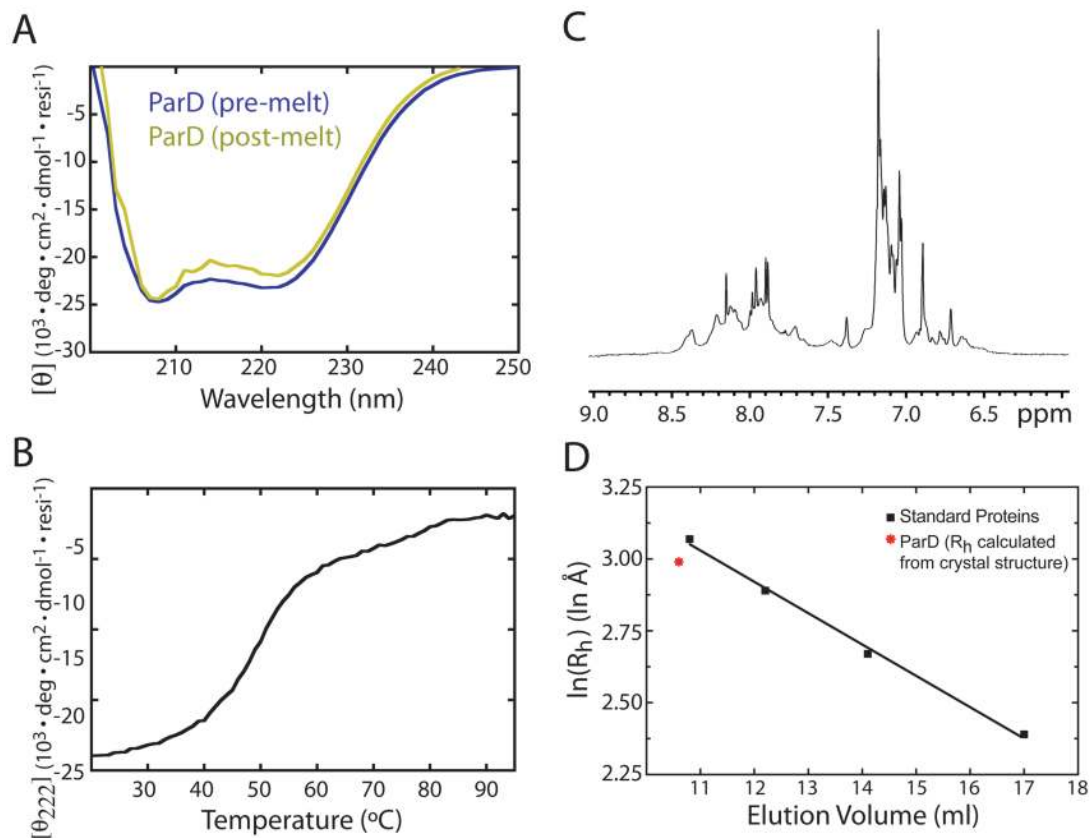 A
ParD (pre-melt)
ParD (post-melt)
-5
-10
-15
-20
-25
-30
[θ] (10³ • deg • cm² • dmol⁻¹ • resi⁻¹)
210 220 230 240 250
Wavelength (nm)
B
-5
-10
-15
-20
-25
[θ222] (10³ • deg • cm² • dmol⁻¹ • resi⁻¹)
30 40 50 60 70 80 90
Temperature (ºC)
C
9.0 8.5 8.0 7.5 7.0 6.5 ppm
D
3.25
3.00
2.75
2.50
2.25
ln(Rh) (ln Å)
Standard Proteins
ParD (Rh calculated
from crystal structure)
11 12 13 14 15 16 17 18
Elution Volume (ml)